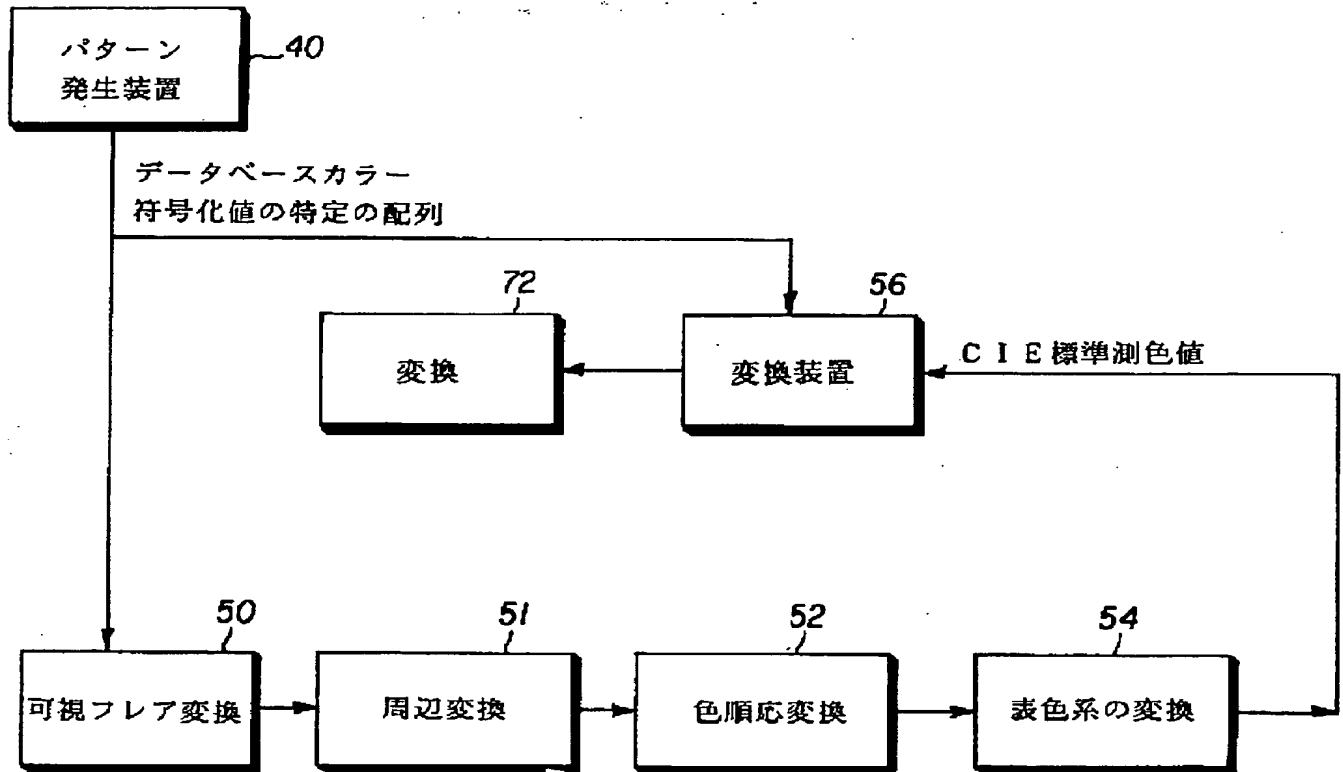 パターン
発生装置
40
データベースカラー
符号化値の特定の配列
72
変換
56
変換装置
CIE標準測色値
50
可視フレア変換
51
周辺変換
52
色順応変換
54
表色系の変換